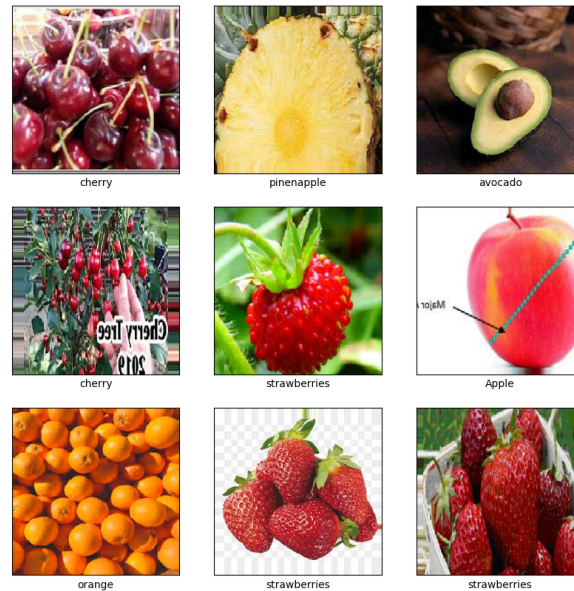 cherry
pinenapple
avocado
Cherry Tree
2019
cherry
strawberries
Major
Apple
orange
strawberries
strawberries